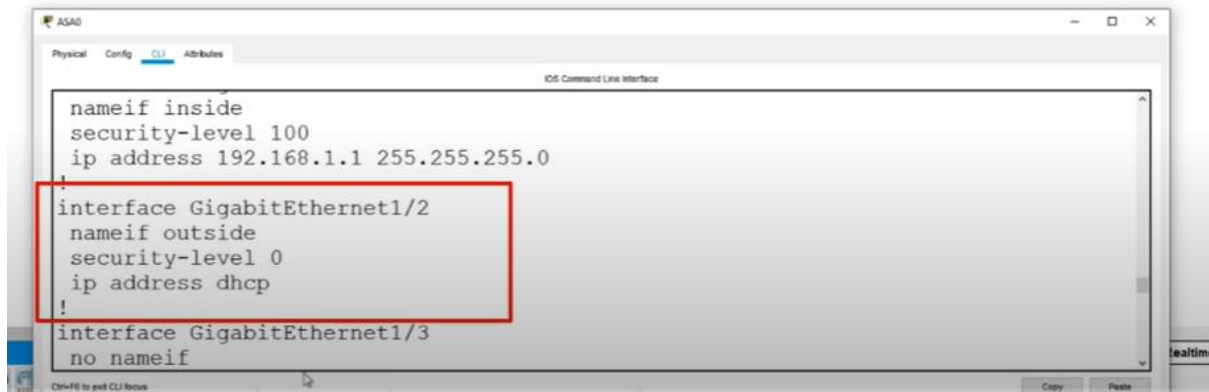 ASA0
Physical Config CLI Attributes
IOS Command Line Interface
nameif inside
security-level 100
ip address 192.168.1.1 255.255.255.0
!
interface GigabitEthernet1/2
nameif outside
security-level 0
ip address dhcp
!
interface GigabitEthernet1/3
no nameif
Ctrl+F6 to exit CLI focus
Copy Paste
ealtim